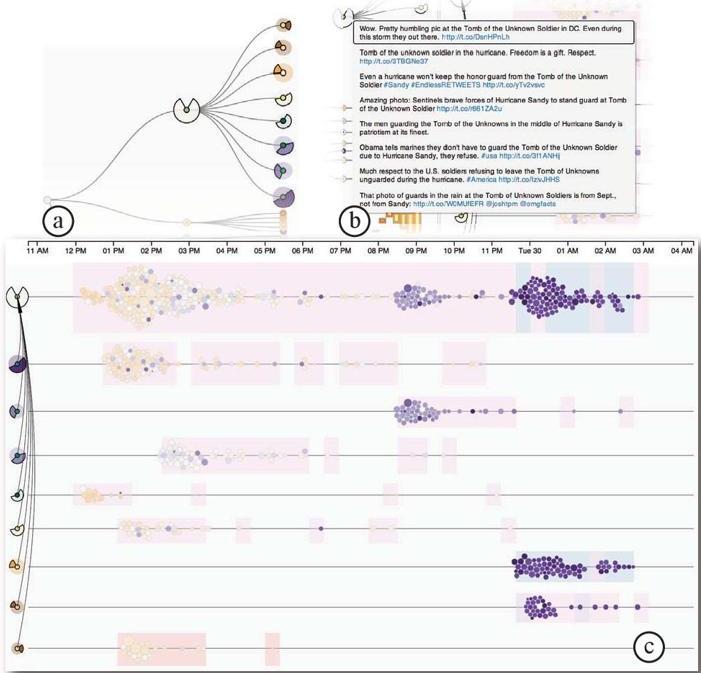 Wow. Pretty humbling pic at the Tomb of the Unknown Soldier in DC. Even during
this storm they out there. http://t.co/DsnHPnLh
Tomb of the unknown soldier in the hurricane. Freedom is a gift. Respect.
http://t.co/3TBGNe37
Even a hurricane won't keep the honor guard from the Tomb of the Unknown
Soldier #Sandy #EndlessRETWEETS http://t.co/yTv2vsvc
Amazing photo: Sentinels brave forces of Hurricane Sandy to stand guard at Tomb
of the Unknown Soldier http://t.co/r661ZA2u
The men guarding the Tomb of the Unknowns in the middle of Hurricane Sandy is
patriotism at its finest.
Obama tells marines they don't have to guard the Tomb of the Unknown Soldier
due to Hurricane Sandy, they refuse. #usa http://t.co/3f1ANHij
Much respect to the U.S. soldiers refusing to leave the Tomb of Unknowns
unguarded during the hurricane. #America http://t.co/IzvJHHS
That photo of guards in the rain at the Tomb of Unknown Soldiers is from Sept.,
not from Sandy: http://t.co/W0MUfEFR @joshtpm @omgfacts
a
b
11 AM 12 PM 01 PM 02 PM 03 PM 04 PM 05 PM 06 PM 07 PM 08 PM 09 PM 10 PM 11 PM Tue 30 01 AM 02 AM 03 AM 04 AM
c